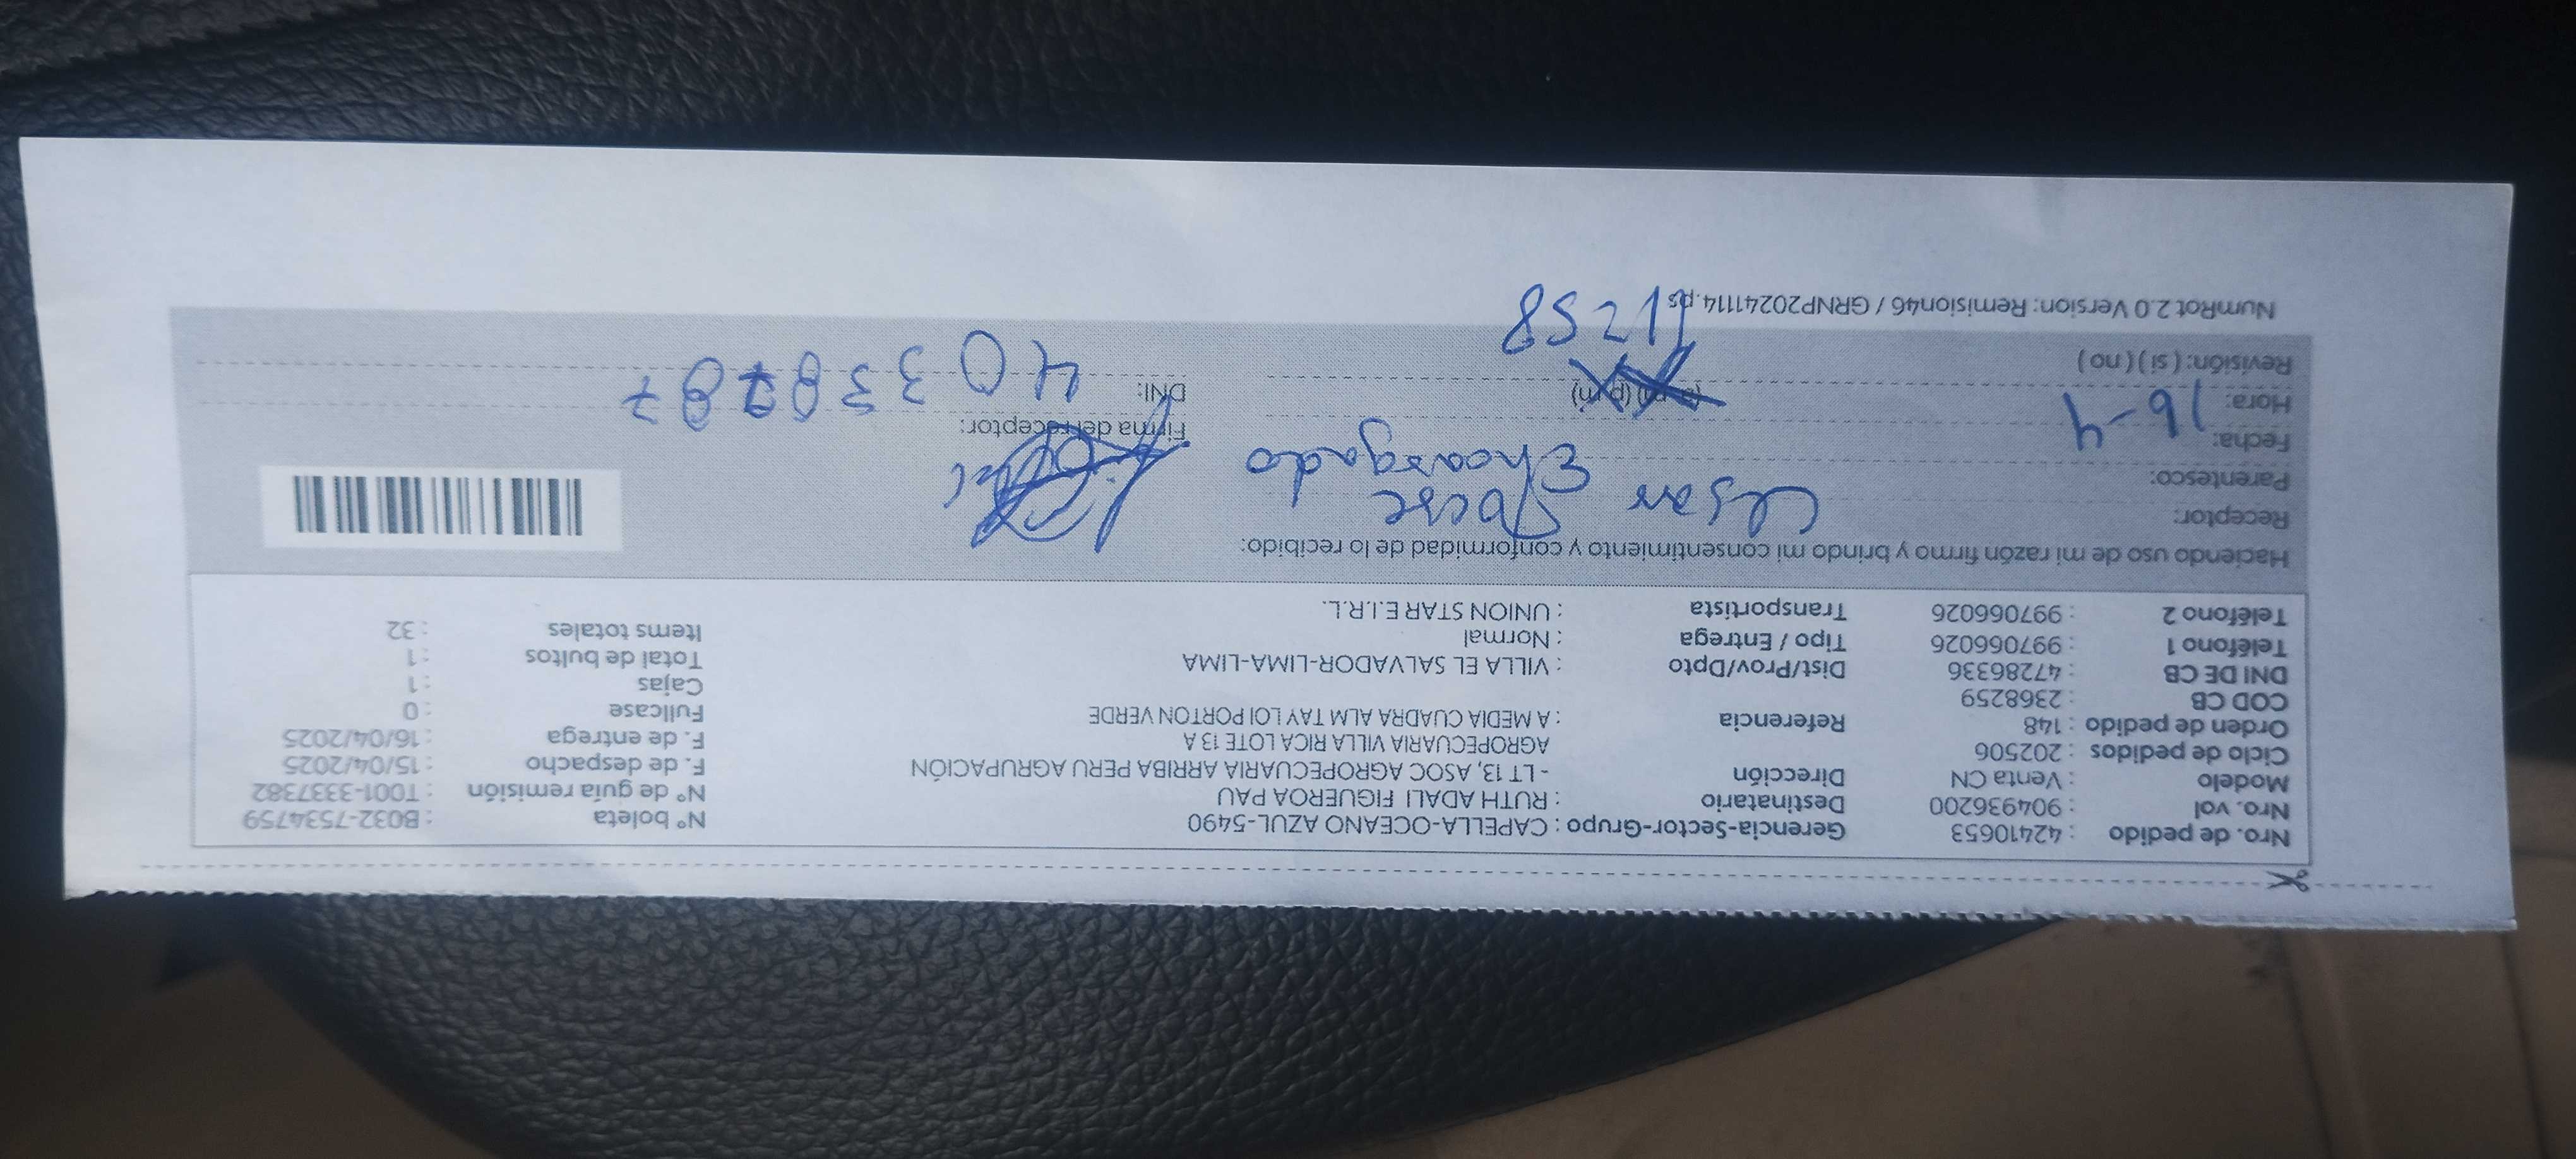 Nro. de pedido : 42410653 Gerencia-Sector-Grupo : CAPELLA-OCEANO AZUL-5490 N° boleta : B032-7534759
Nro. vol : 904936200 Destinatario : RUTH ADALI FIGUEROA PAU N° de guía remisión : T001-3337382
Modelo : Venta CN Dirección - LT 13, ASOC AGROPECUARIA ARRIBA PERU AGRUPACIÓN F. de despacho : 15/04/2025
Ciclo de pedidos : 202506 AGROPECUARIA VILLA RICA LOTE 13 A F. de entrega : 16/04/2025
Orden de pedido : 148 Referencia : A MEDIA CUADRA ALM TAY LOI PORTON VERDE Fullcase : 0
COD CB : 2368259 Cajas : 1
DNI DE CB : 47286336 Dist/Prov/Dpto : VILLA EL SALVADOR-LIMA-LIMA Total de bultos : 1
Teléfono 1 : 997066026 Tipo / Entrega : Normal Items totales : 32
Teléfono 2 : 997066026 Transportista : UNION STAR E.I.R.L.
Haciendo uso de mi razón firmo y brindo mi consentimiento y conformidad de lo recibido:
Receptor: Cesar
Parentesco: Encargado
Fecha: 16-4 Firma del receptor:
Hora: DNI: 40338787
Revisión: ( si ) ( no )
NumRot 2.0 Version: Remision46 / GRNP20241114.ps